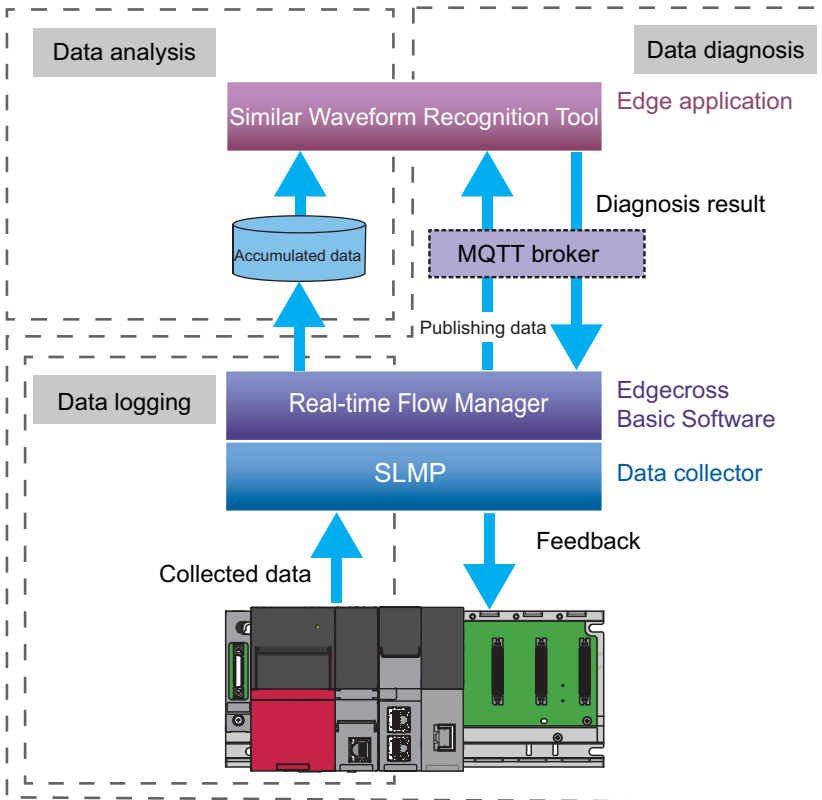 Data analysis
Data diagnosis
Similar Waveform Recognition Tool
Edge application
Diagnosis result
Accumulated data
MQTT broker
Publishing data
Data logging
Real-time Flow Manager
Edgecross
Basic Software
SLMP
Data collector
Feedback
Collected data